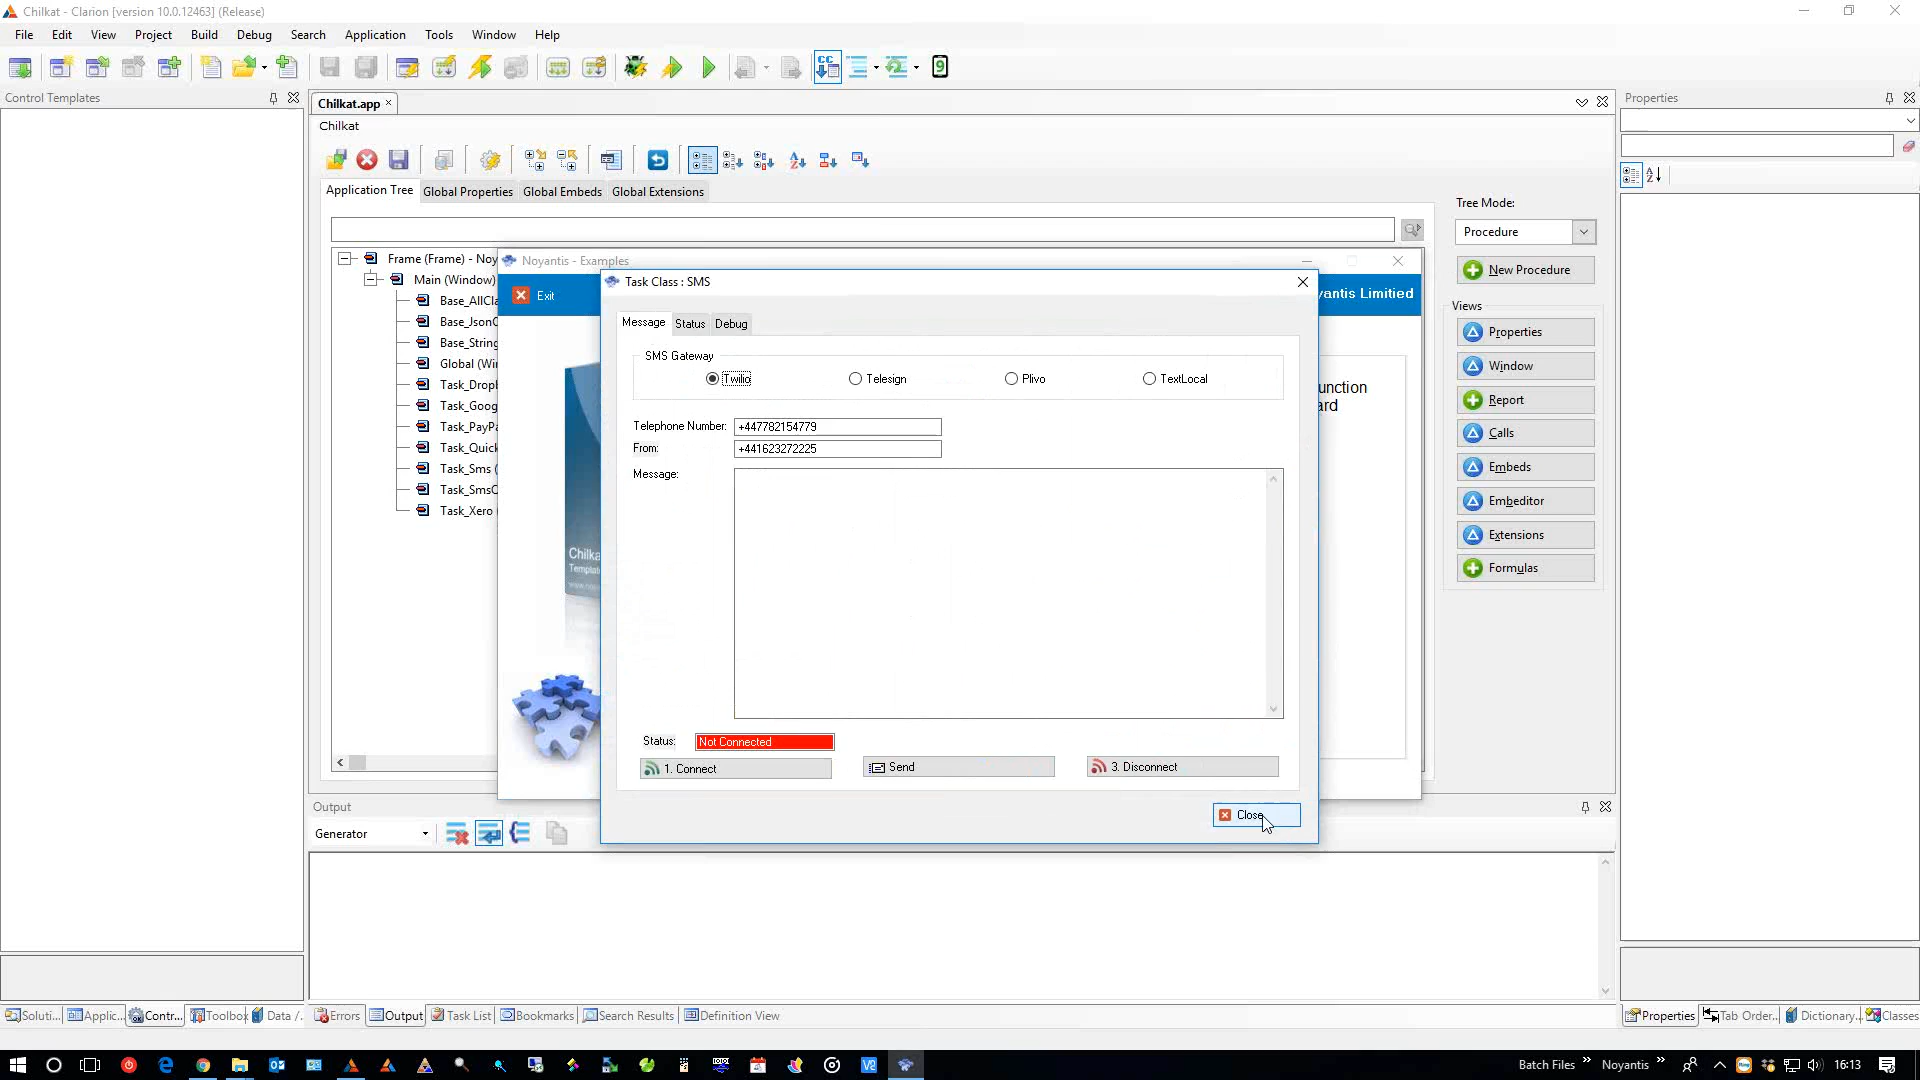 Chilkat - Clarion [version 10.0.12463] (Release)
File Edit View Project Build Debug Search Application Tools Window Help
Control Templates
Chilkat.app
Properties
Chilkat
Application Tree Global Properties Global Embeds Global Extensions
Tree Mode:
Procedure
New Procedure
Views
Properties
Window
Report
Calls
Embeds
Embeditor
Extensions
Formulas
Frame (Frame) - Noy
Main (Window)
Base_AllCla
Base_JsonO
Base_String
Global (Wi
Task_Drop
Task_Goog
Task_PayPa
Task_Quick
Task_Sms (
Task_SmsC
Task_Xero
Noyantis - Examples
Exit
yantis Limitied
unction
ard
Chilka
Template
Task Class : SMS
Message Status Debug
SMS Gateway
Twilio Telesign Plivo TextLocal
Telephone Number: +447782154779
From: +441623272225
Message:
Status: Not Connected
1. Connect Send 3. Disconnect
Close
Output
Generator
Soluti... Applic... Contr... Toolbox Data /... Errors Output Task List Bookmarks Search Results Definition View Properties Tab Order... Dictionary... Classes
Batch Files » Noyantis » 16:13